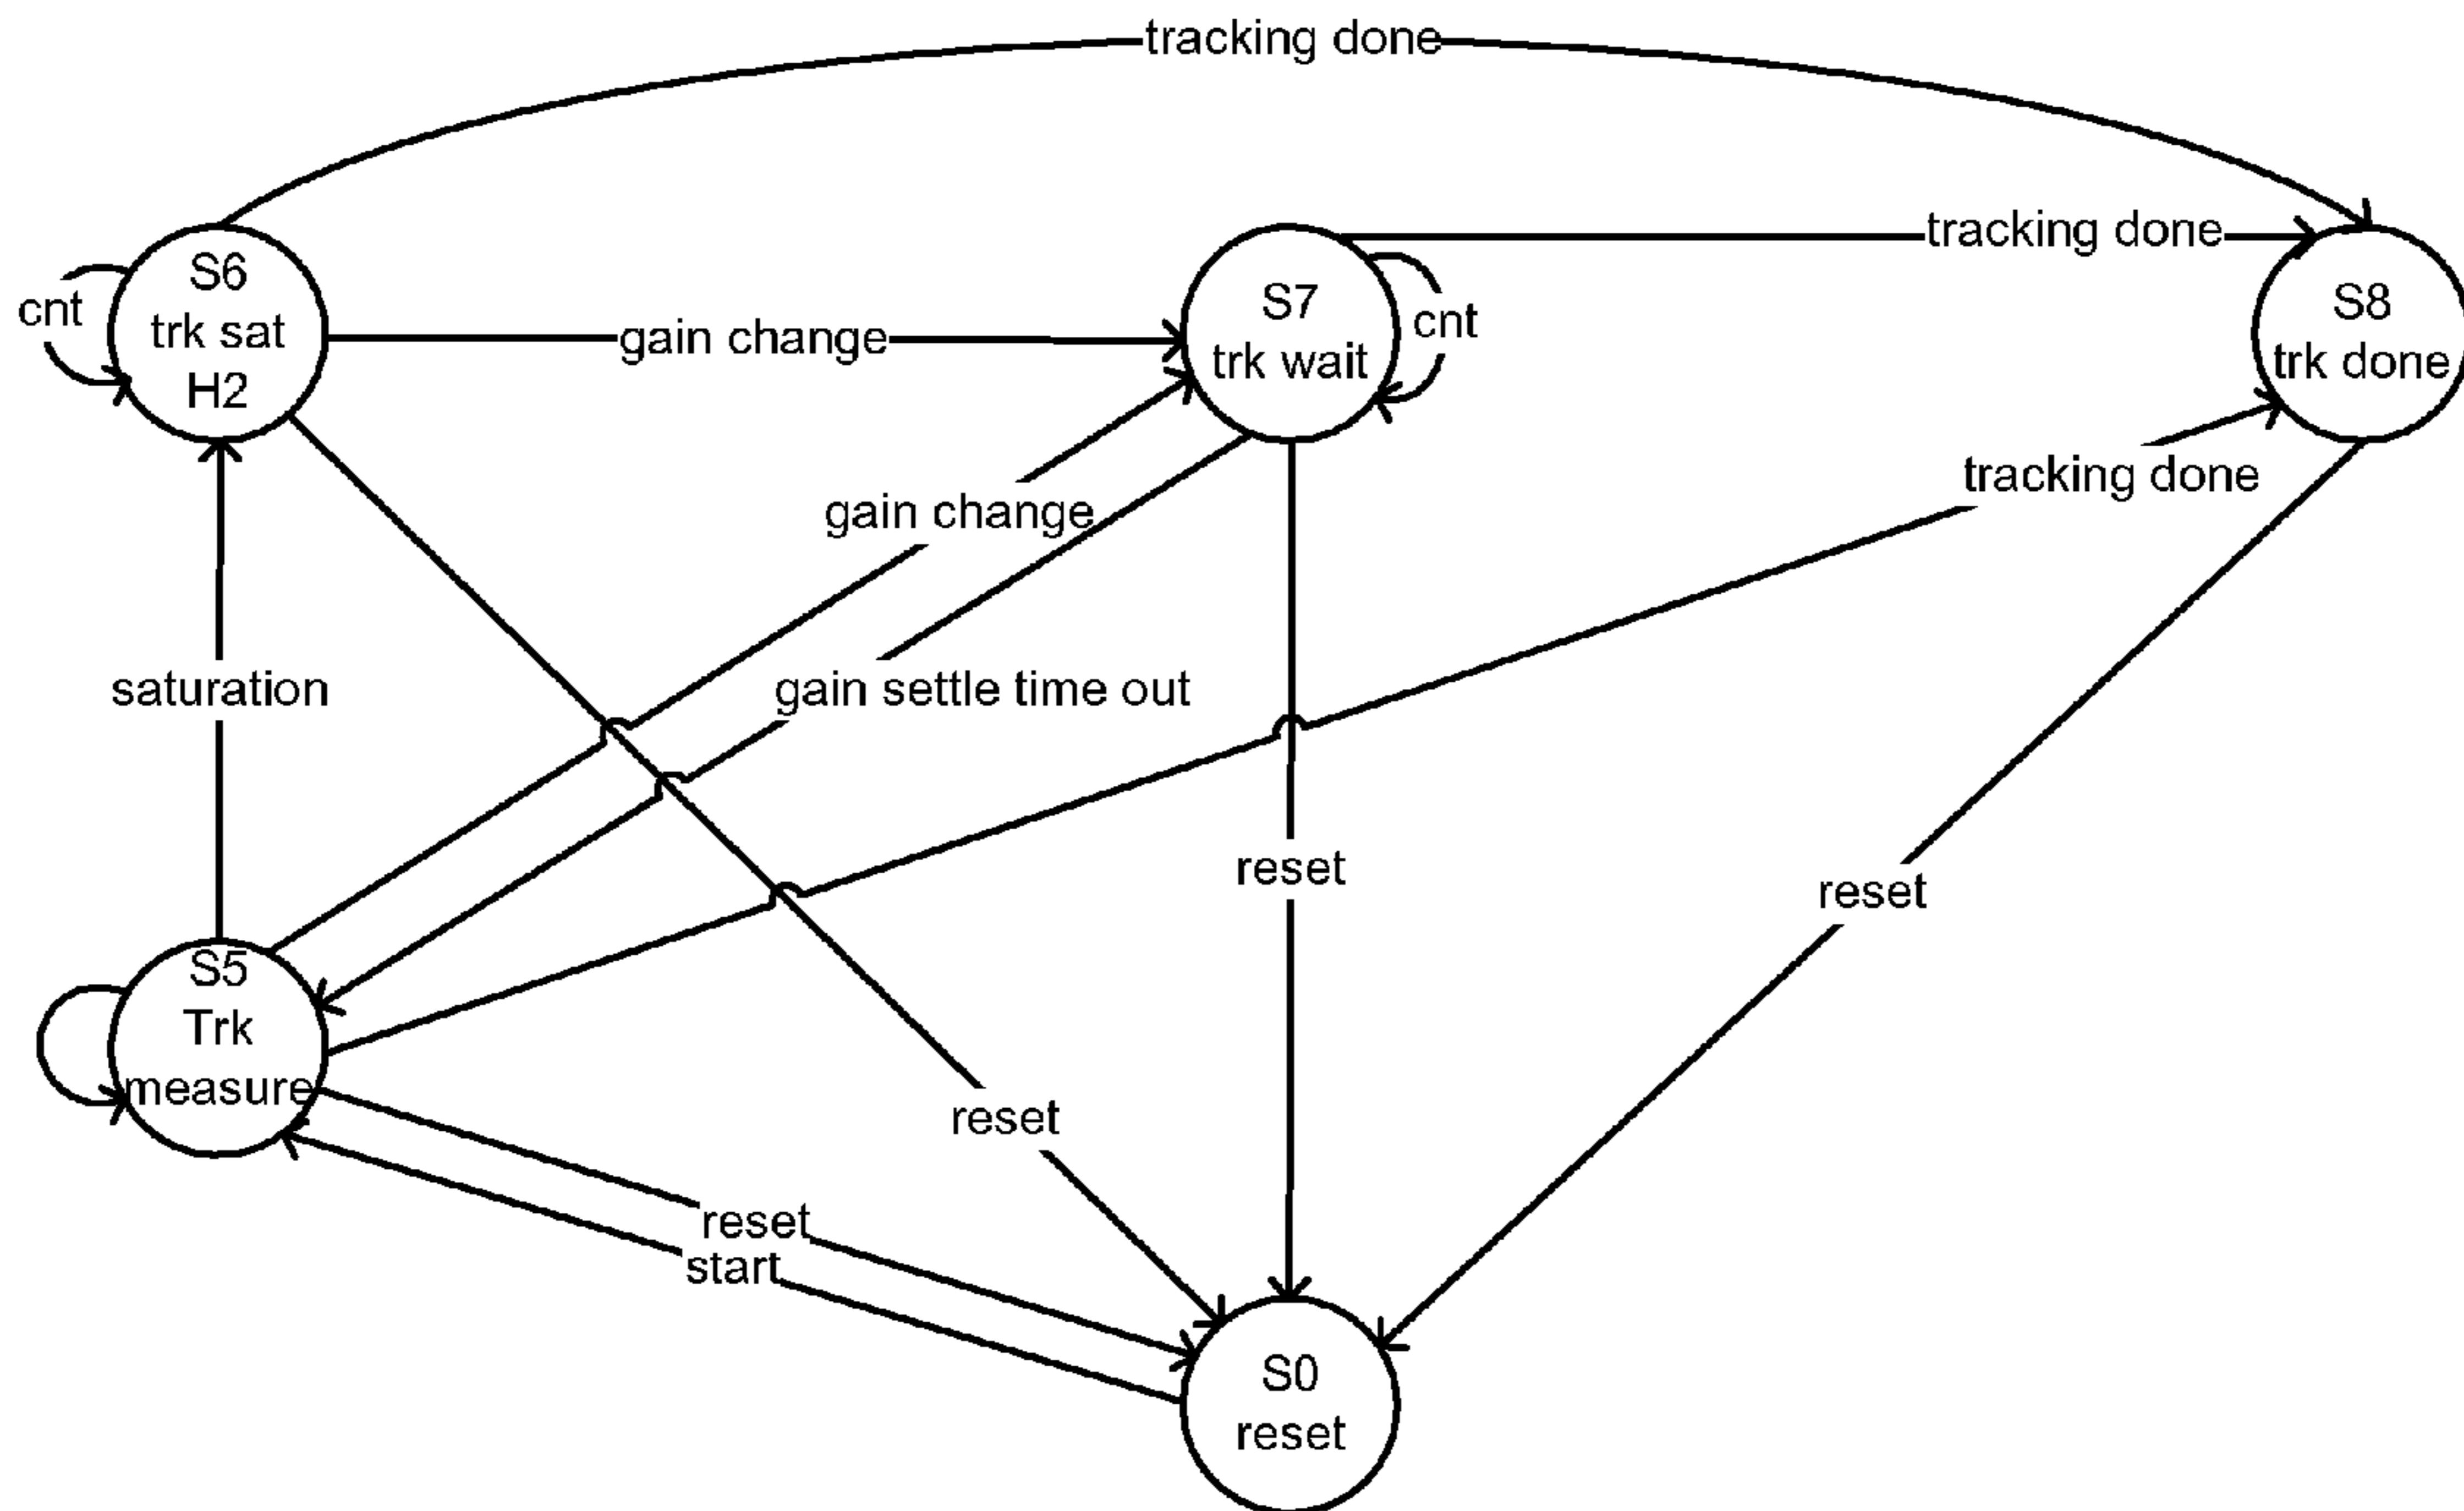 tracking done
tracking done
S6
trk sat
H2
cnt
gain change
S7
trk wait
cnt
S8
trk done
tracking done
gain change
saturation
gain settle time out
reset
reset
S5
Trk
measure
reset
reset
start
S0
reset